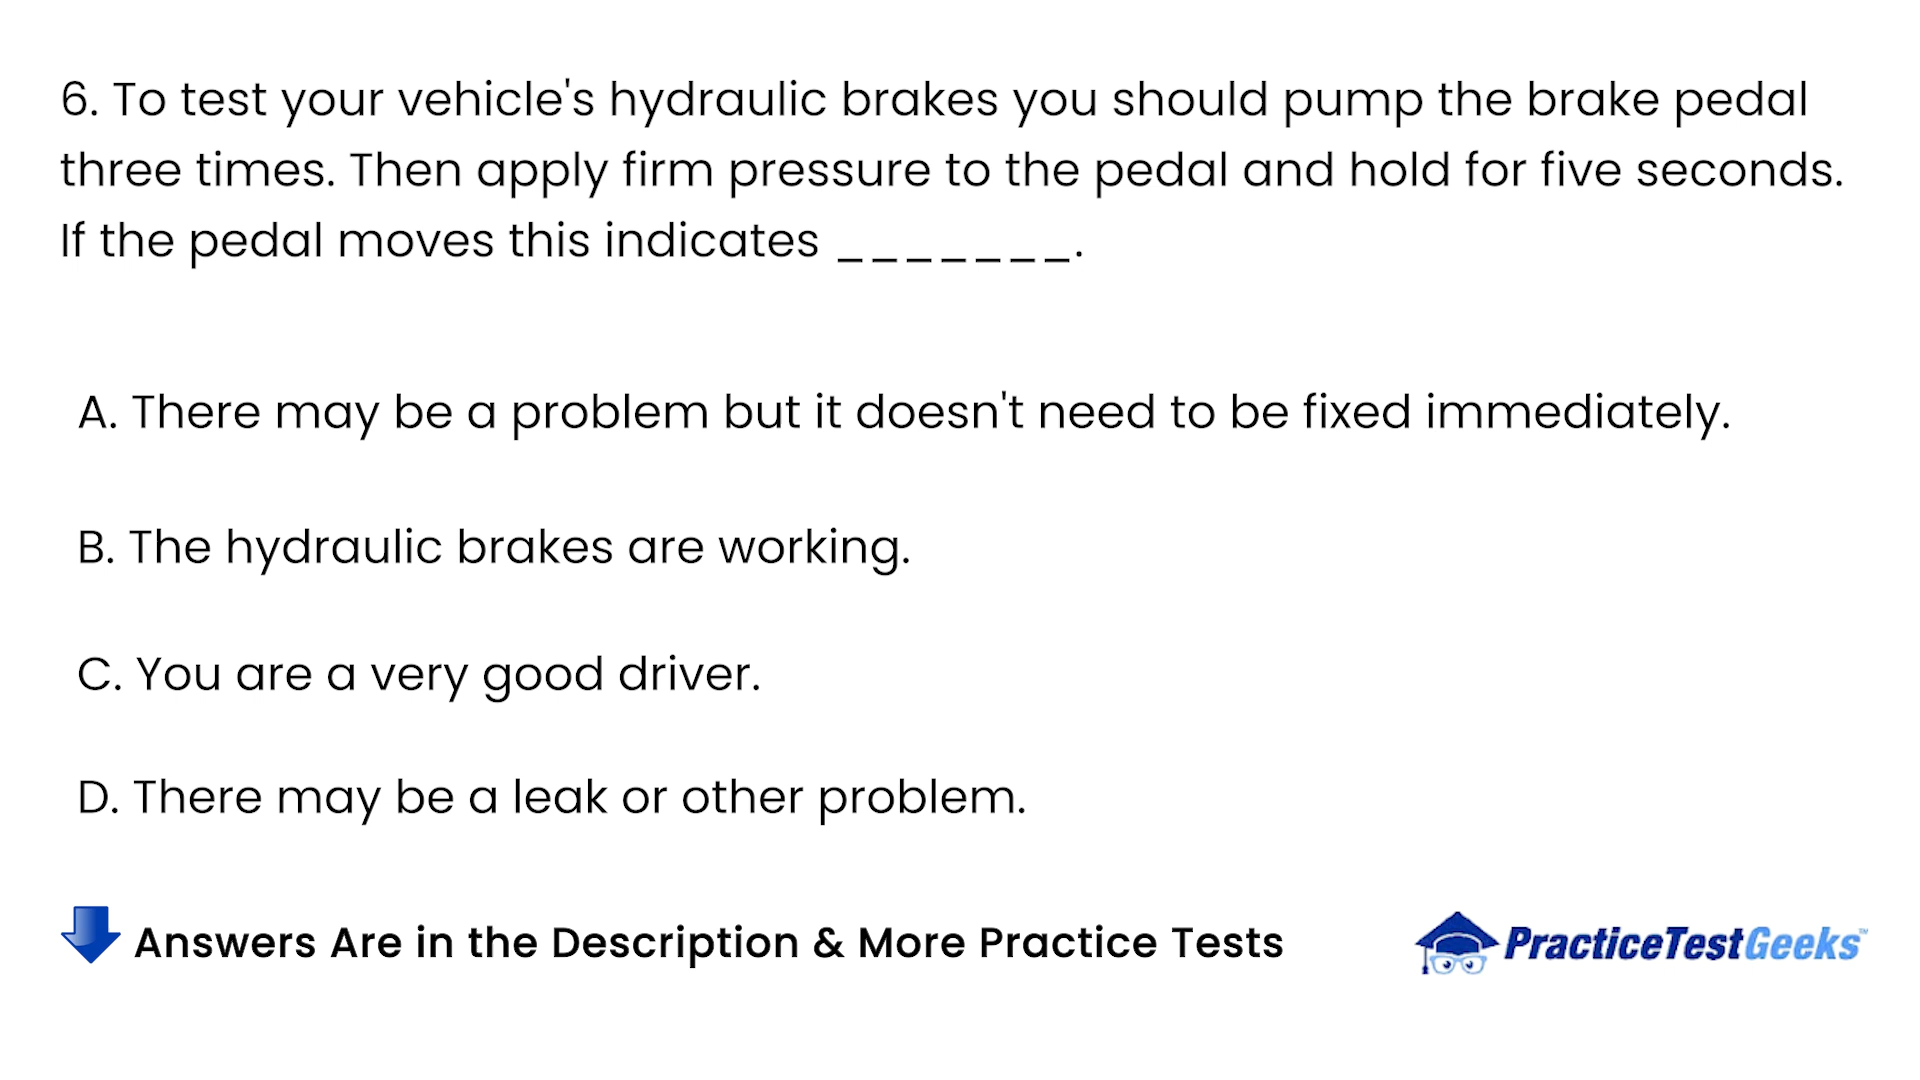 6. To test your vehicle's hydraulic brakes you should pump the brake pedal
three times. Then apply firm pressure to the pedal and hold for five seconds.
If the pedal moves this indicates _______.
A. There may be a problem but it doesn't need to be fixed immediately.
B. The hydraulic brakes are working.
C. You are a very good driver.
D. There may be a leak or other problem.
Answers Are in the Description & More Practice Tests
PracticeTestGeeks™